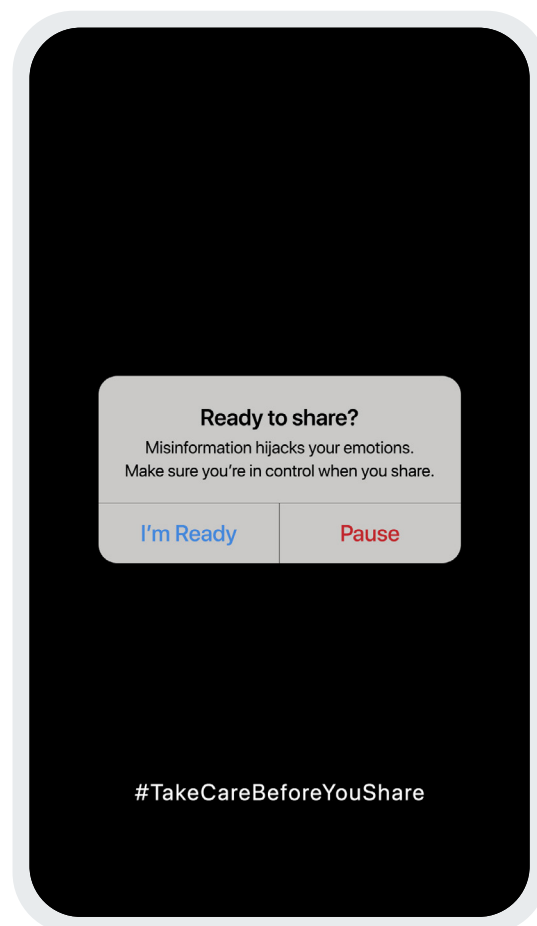 Ready to share?
Misinformation hijacks your emotions.
Make sure you’re in control when you share.
I’m Ready
Pause
#TakeCareBeforeYouShare